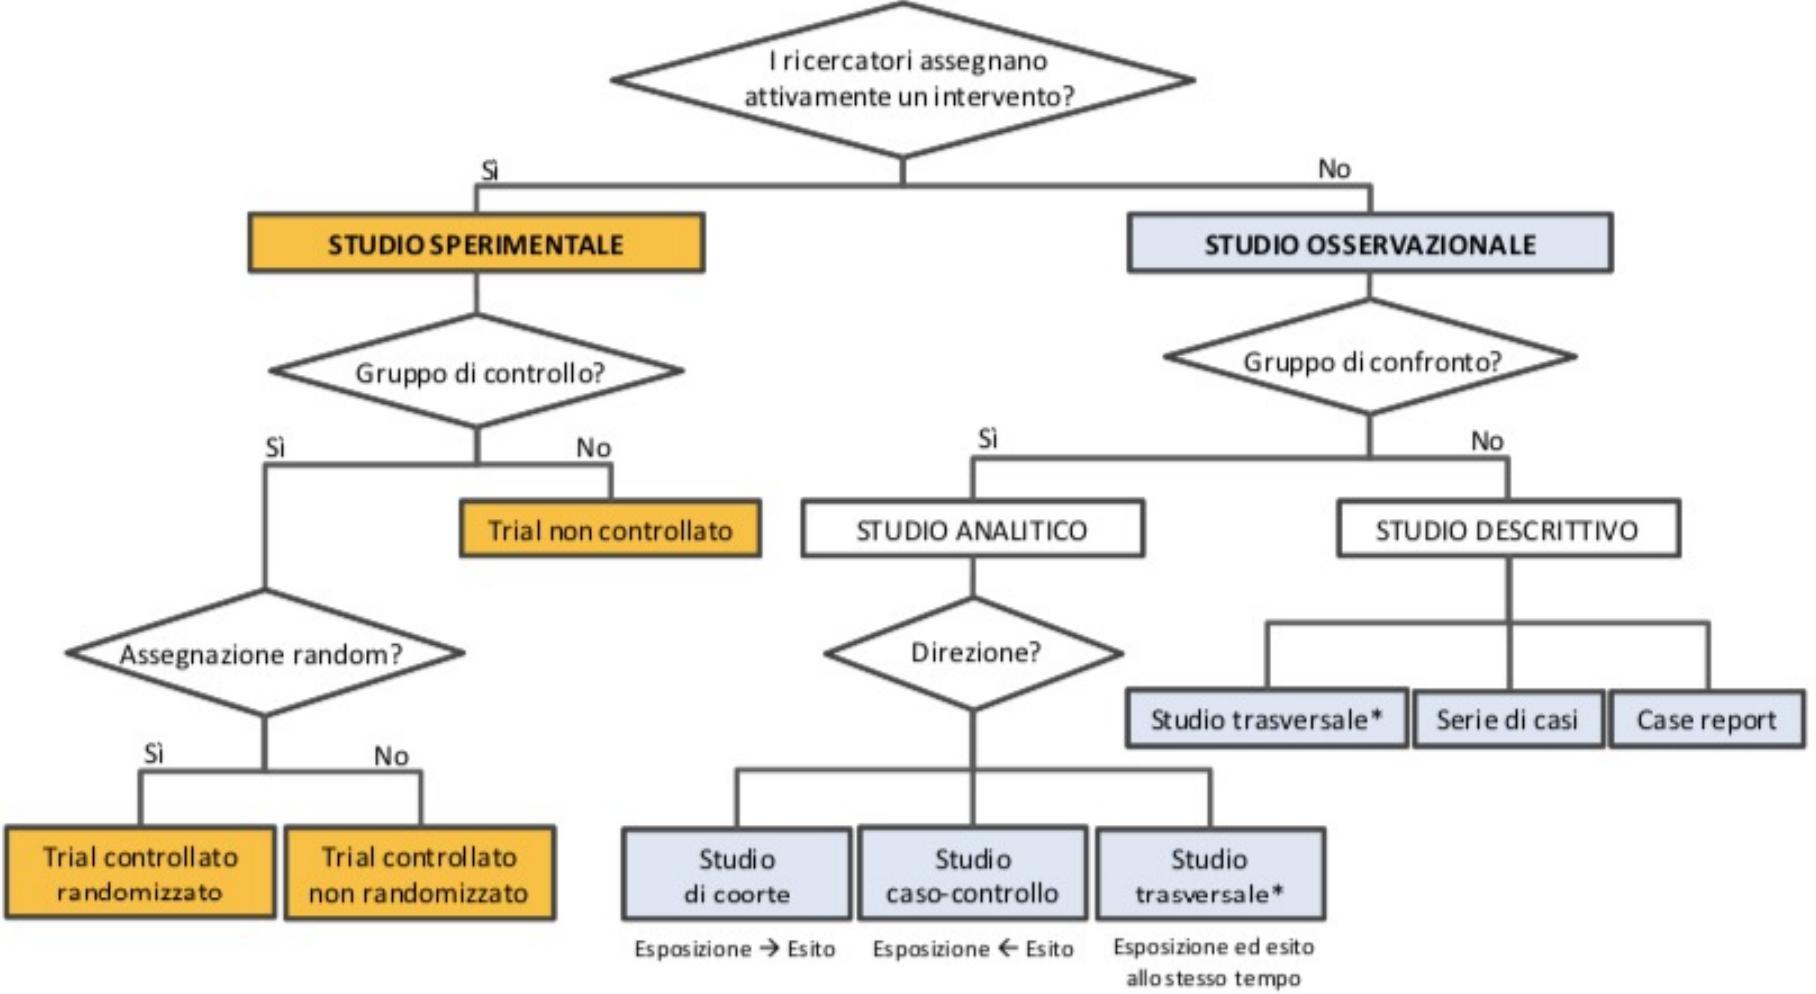 I ricercatori assegnano
attivamente un intervento?
Sì
No
STUDIO SPERIMENTALE
STUDIO OSSERVAZIONALE
Gruppo di controllo?
Gruppo di confronto?
Sì
No
Sì
No
Trial non controllato
STUDIO ANALITICO
STUDIO DESCRITTIVO
Assegnazione random?
Direzione?
Studio trasversale*
Serie di casi
Case report
Sì
No
Trial controllato
randomizzato
Trial controllato
non randomizzato
Studio
di coorte
Studio
caso-controllo
Studio
trasversale*
Esposizione → Esito
Esposizione ← Esito
Esposizione ed esito
allo stesso tempo